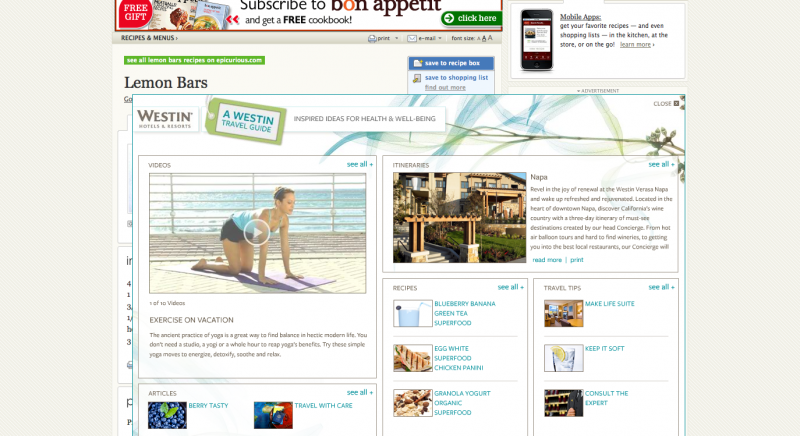 FREE
GIFT
Subscribe to bon appétit
and get a FREE cookbook!
click here
RECIPES & MENUS ›
print
e-mail
font size: A A A
Mobile Apps:
get your favorite recipes — and even
shopping lists — in the kitchen, at the
store, or on the go! learn more ›
see all lemon bars recipes on epicurious.com
save to recipe box
save to shopping list
find out more
Lemon Bars
ADVERTISEMENT
CLOSE
WESTIN
HOTELS & RESORTS
A WESTIN
TRAVEL GUIDE
INSPIRED IDEAS FOR HEALTH & WELL-BEING
VIDEOS
see all +
1 of 10 Videos
EXERCISE ON VACATION
The ancient practice of yoga is a great way to find balance in hectic modern life. You
don't need a studio, a yogi or a whole hour to reap yoga's benefits. Try these simple
yoga moves to energize, detoxify, soothe and relax.
ITINERARIES
see all +
Napa
Revel in the joy of renewal at the Westin Verasa Napa
and wake up refreshed and rejuvenated. Located in the
heart of downtown Napa, discover California's wine
country with a three-day itinerary of must-see
destinations created by our head Concierge. From hot
air balloon tours and hard to find wineries, to getting
you into the best local restaurants, our Concierge will
read more | print
RECIPES
see all +
BLUEBERRY BANANA
GREEN TEA
SUPERFOOD
EGG WHITE
SUPERFOOD
CHICKEN PANINI
GRANOLA YOGURT
ORGANIC
SUPERFOOD
TRAVEL TIPS
see all +
MAKE LIFE SUITE
KEEP IT SOFT
CONSULT THE
EXPERT
ARTICLES
see all +
BERRY TASTY
TRAVEL WITH CARE